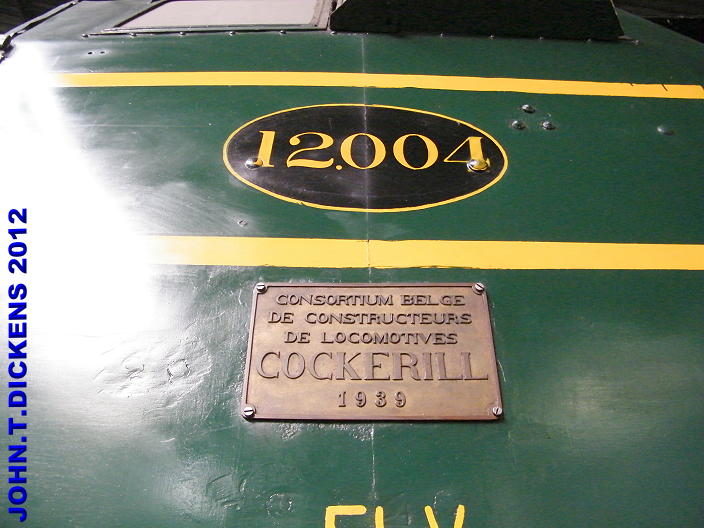 12.004
CONSORTIUM BELGE
DE CONSTRUCTEURS
DE LOCOMOTIVES
COCKERILL
1939
JOHN.T.DICKENS 2012